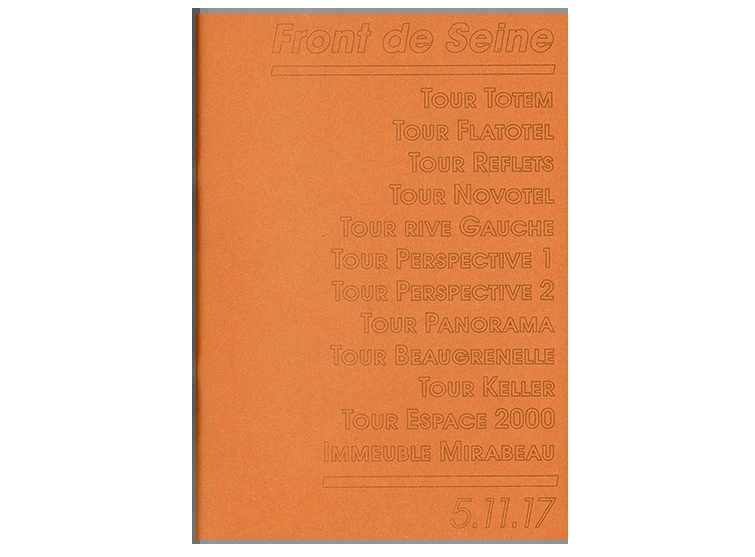 Front de Seine
Tour Totem
Tour Flatotel
Tour Reflets
Tour Novotel
Tour rive Gauche
Tour Perspective 1
Tour Perspective 2
Tour Panorama
Tour Beaugrenelle
Tour Keller
Tour Espace 2000
Immeuble Mirabeau
5.11.17